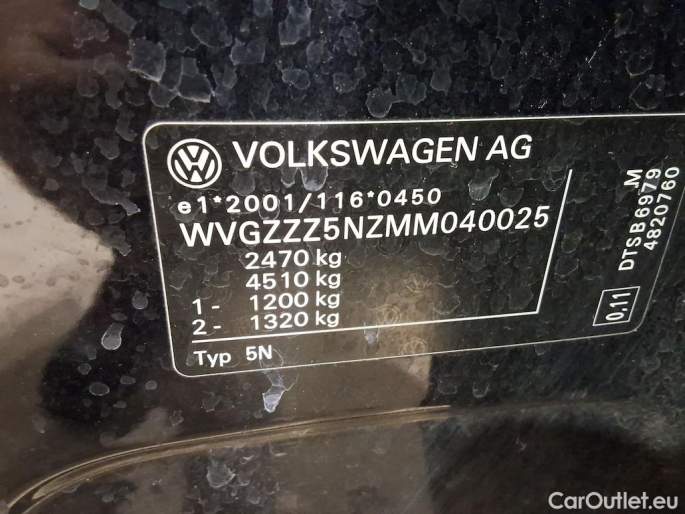 VOLKSWAGEN AG
e1*2001/116*0450
WVGZZZ5NZMM040025
2470 kg
4510 kg
1- 1200 kg
2- 1320 kg
Typ 5N
M
DTSB6979
4820760
0,11
CarOutlet.eu